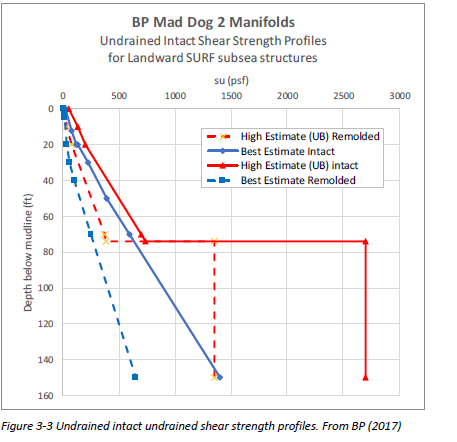 BP Mad Dog 2 Manifolds
Undrained Intact Shear Strength Profiles
for Landward SURF subsea structures
su (psf)
0 500 1000 1500 2000 2500 3000
0
20
40
60
80
100
120
140
160
Depth below mudline (ft)
High Estimate (UB) Remolded
Best Estimate Intact
High Estimate (UB) intact
Best Estimate Remolded
Figure 3-3 Undrained intact undrained shear strength profiles. From BP (2017)